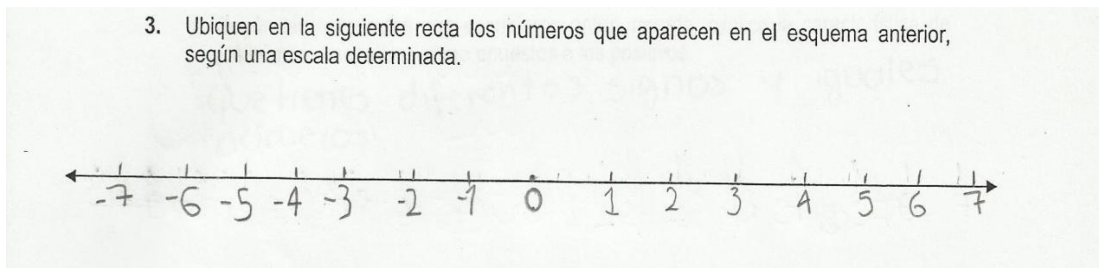 3. Ubiquen en la siguiente recta los números que aparecen en el esquema anterior,
según una escala determinada.
-7 -6 -5 -4 -3 -2 -1 0 1 2 3 4 5 6 7